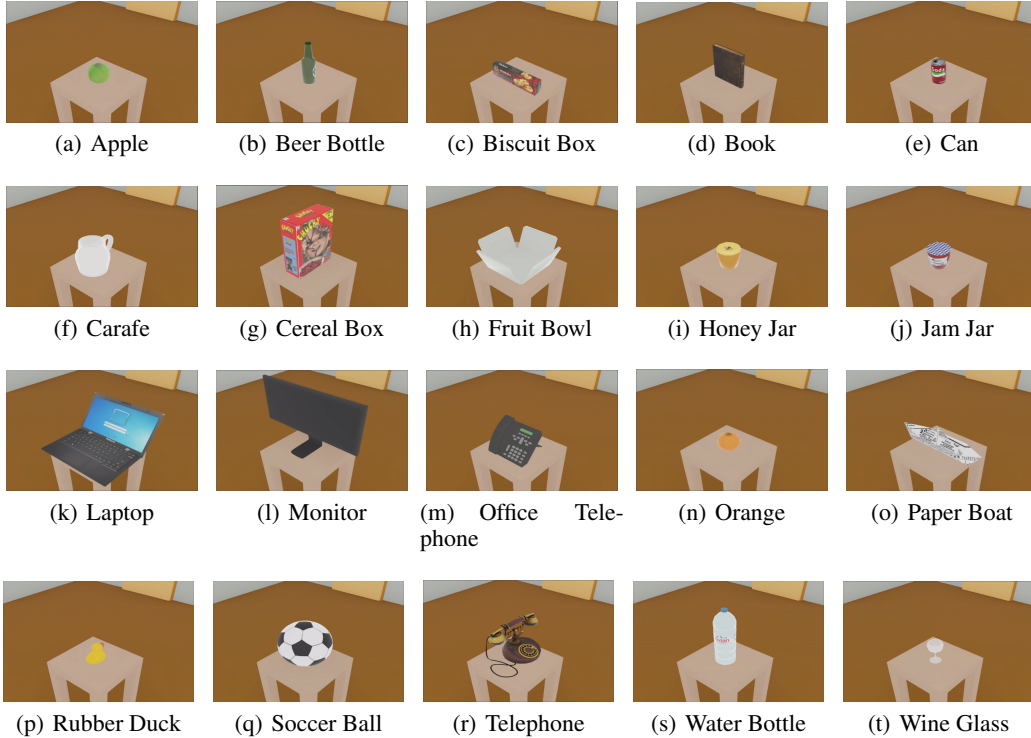 (a) Apple
(b) Beer Bottle
(c) Biscuit Box
(d) Book
(e) Can
(f) Carafe
(g) Cereal Box
(h) Fruit Bowl
(i) Honey Jar
(j) Jam Jar
(k) Laptop
(l) Monitor
(m) Office Tele-
phone
(n) Orange
(o) Paper Boat
(p) Rubber Duck
(q) Soccer Ball
(r) Telephone
(s) Water Bottle
(t) Wine Glass